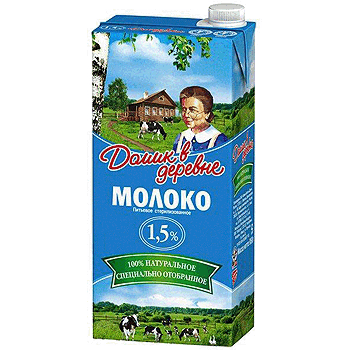 Домик в
деревне
МОЛОКО
Питьевое стерилизованное
1,5%
100% НАТУРАЛЬНОЕ
СПЕЦИАЛЬНО ОТОБРАННОЕ